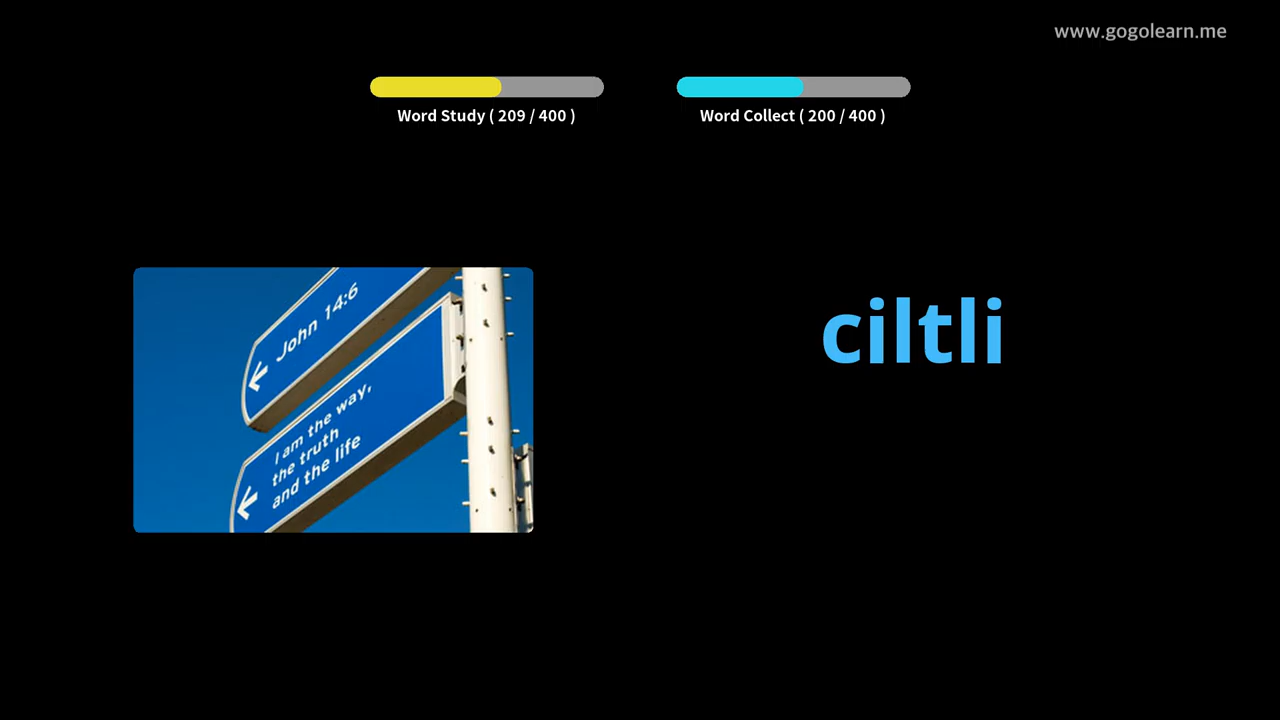 www.gogolearn.me
Word Study ( 209 / 400 )
Word Collect ( 200 / 400 )
John 14:6
I am the way,
the truth
and the life
ciltli